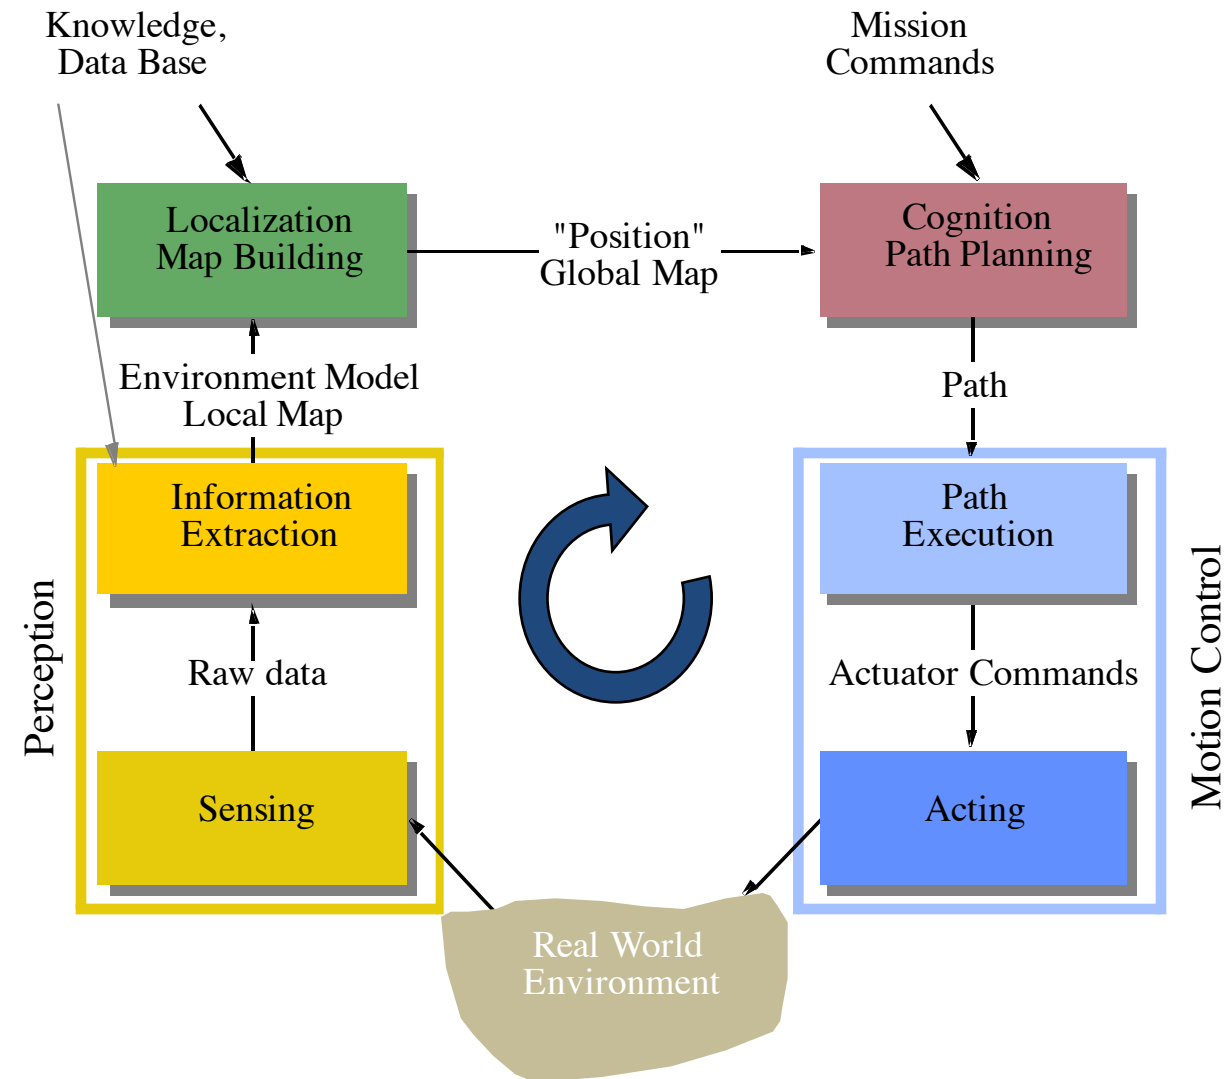 Knowledge,
Data Base
Mission
Commands
Localization
Map Building
"Position"
Global Map
Cognition
Path Planning
Environment Model
Local Map
Path
Information
Extraction
Path
Execution
Perception
Motion Control
Raw data
Actuator Commands
Sensing
Acting
Real World
Environment